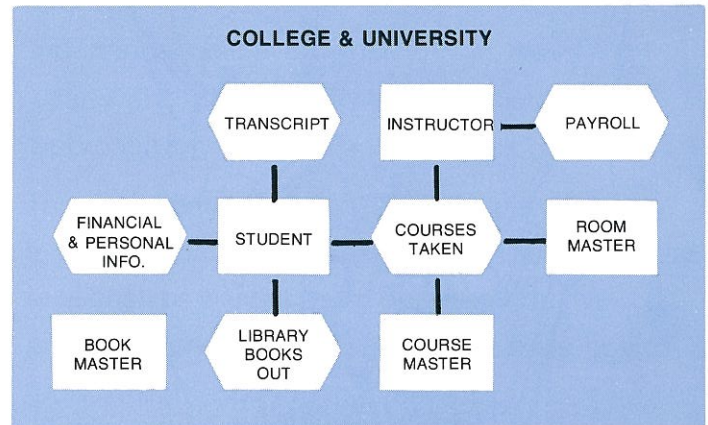 COLLEGE & UNIVERSITY
TRANSCRIPT
INSTRUCTOR
PAYROLL
FINANCIAL
& PERSONAL
INFO.
STUDENT
COURSES
TAKEN
ROOM
MASTER
BOOK
MASTER
LIBRARY
BOOKS
OUT
COURSE
MASTER